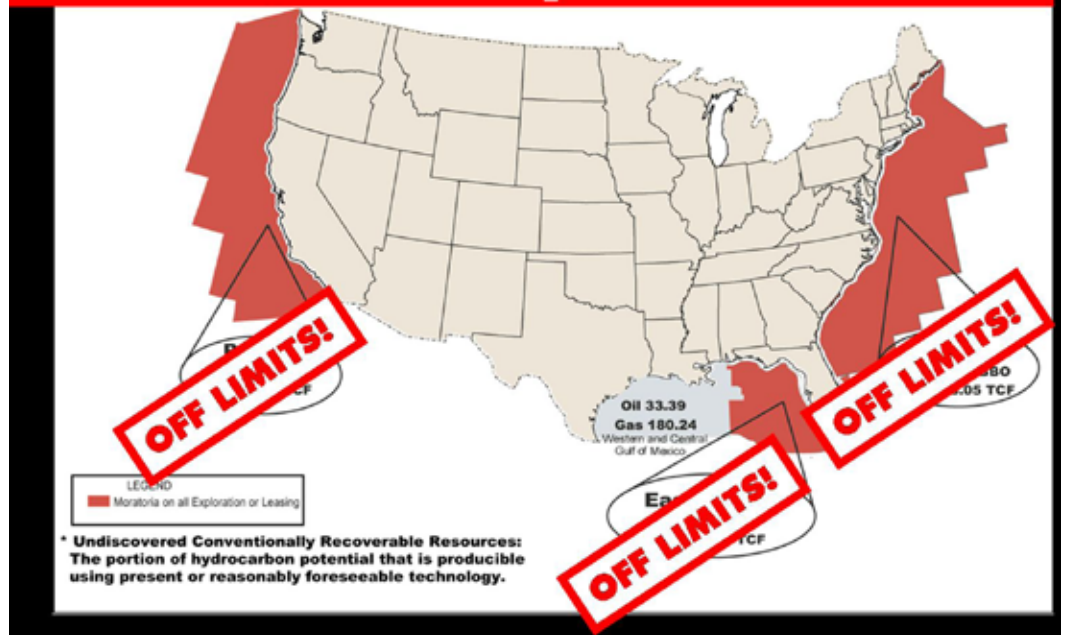 OFF LIMITS!
OFF LIMITS!
BO
.05 TCF
Oil 33.39
Gas 180.24
Western and Central
Gulf of Mexico
OFF LIMITS!
TCF
LEGEND
Moratoria on all Exploration or Leasing
* Undiscovered Conventionally Recoverable Resources:
The portion of hydrocarbon potential that is producible
using present or reasonably foreseeable technology.